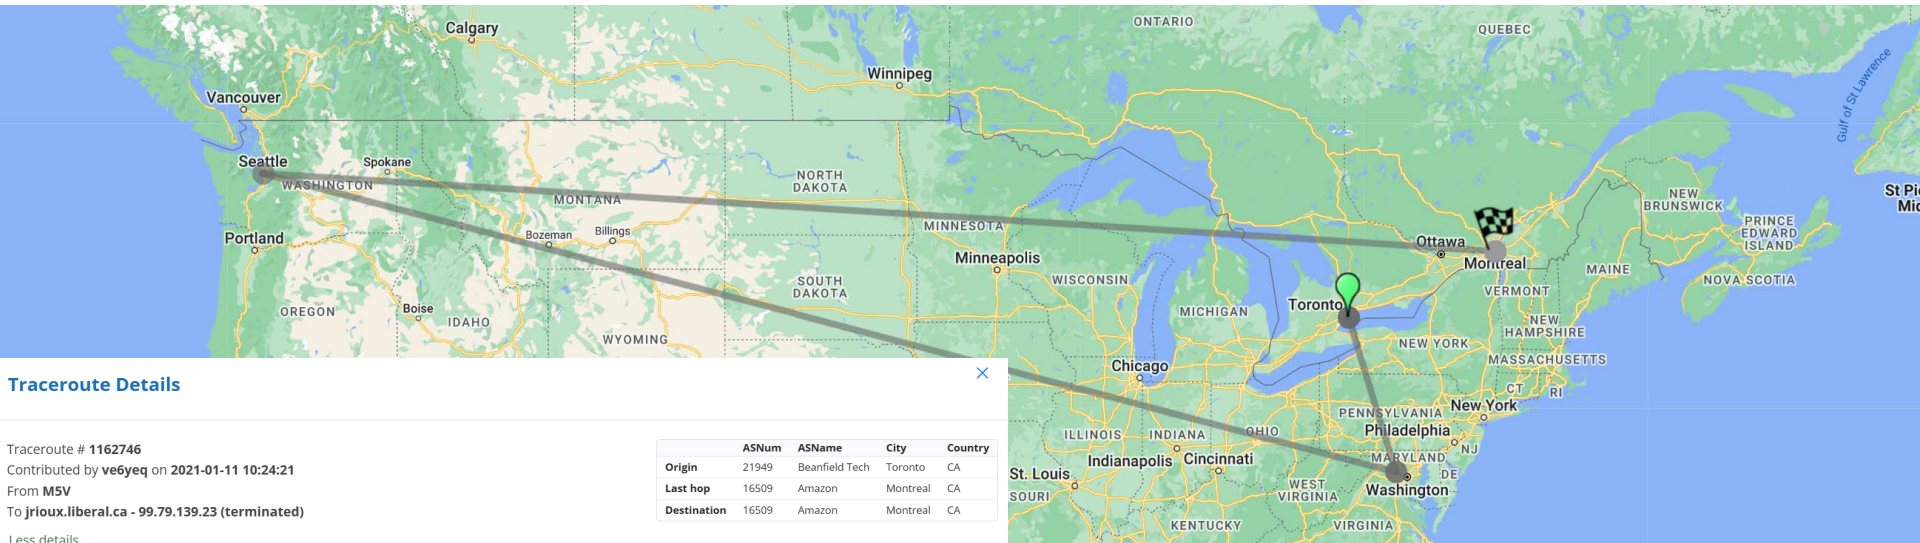 ONTARIO
QUEBEC
Calgary
Winnipeg
Vancouver
Gulf of St Lawrence
Seattle
Spokane
WASHINGTON
MONTANA
NORTH
DAKOTA
NEW
BRUNSWICK
St Pi
Mic
PRINCE
EDWARD
ISLAND
Portland
Bozeman
Billings
MINNESOTA
Ottawa
Montreal
Minneapolis
WISCONSIN
MAINE
NOVA SCOTIA
SOUTH
DAKOTA
VERMONT
OREGON
Boise
IDAHO
MICHIGAN
Toronto
NEW
HAMPSHIRE
WYOMING
NEW YORK
MASSACHUSETTS
Chicago
CT
RI
PENNSYLVANIA
New York
ILLINOIS
INDIANA
OHIO
Philadelphia
NJ
Indianapolis
Cincinnati
MARYLAND
St. Louis
DE
SOURI
WEST
VIRGINIA
Washington
KENTUCKY
VIRGINIA
Traceroute Details
Traceroute # 1162746
Contributed by ve6yeq on 2021-01-11 10:24:21
From M5V
To jrioux.liberal.ca - 99.79.139.23 (terminated)
Less details
ASNum ASName City Country
Origin 21949 Beanfield Tech Toronto CA
Last hop 16509 Amazon Montreal CA
Destination 16509 Amazon Montreal CA